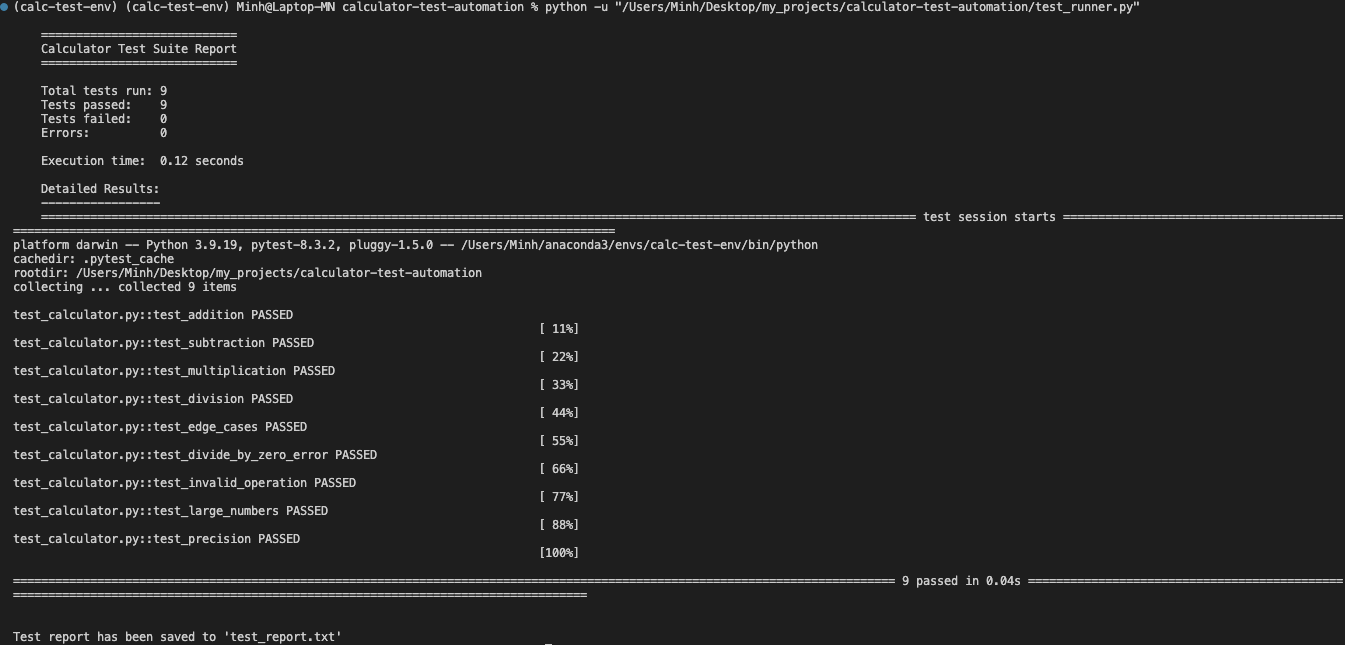 (calc-test-env) (calc-test-env) Minh@Laptop-MN calculator-test-automation % python -u "/Users/Minh/Desktop/my_projects/calculator-test-automation/test_runner.py"
============================
Calculator Test Suite Report
============================
Total tests run: 9
Tests passed:    9
Tests failed:    0
Errors:          0
Execution time:  0.12 seconds
Detailed Results:
-----------------
============================= test session starts =============================
platform darwin -- Python 3.9.19, pytest-8.3.2, pluggy-1.5.0 -- /Users/Minh/anaconda3/envs/calc-test-env/bin/python
cachedir: .pytest_cache
rootdir: /Users/Minh/Desktop/my_projects/calculator-test-automation
collecting ... collected 9 items
test_calculator.py::test_addition PASSED
[ 11%]
test_calculator.py::test_subtraction PASSED
[ 22%]
test_calculator.py::test_multiplication PASSED
[ 33%]
test_calculator.py::test_division PASSED
[ 44%]
test_calculator.py::test_edge_cases PASSED
[ 55%]
test_calculator.py::test_divide_by_zero_error PASSED
[ 66%]
test_calculator.py::test_invalid_operation PASSED
[ 77%]
test_calculator.py::test_large_numbers PASSED
[ 88%]
test_calculator.py::test_precision PASSED
[100%]
============================= 9 passed in 0.04s =============================
Test report has been saved to 'test_report.txt'